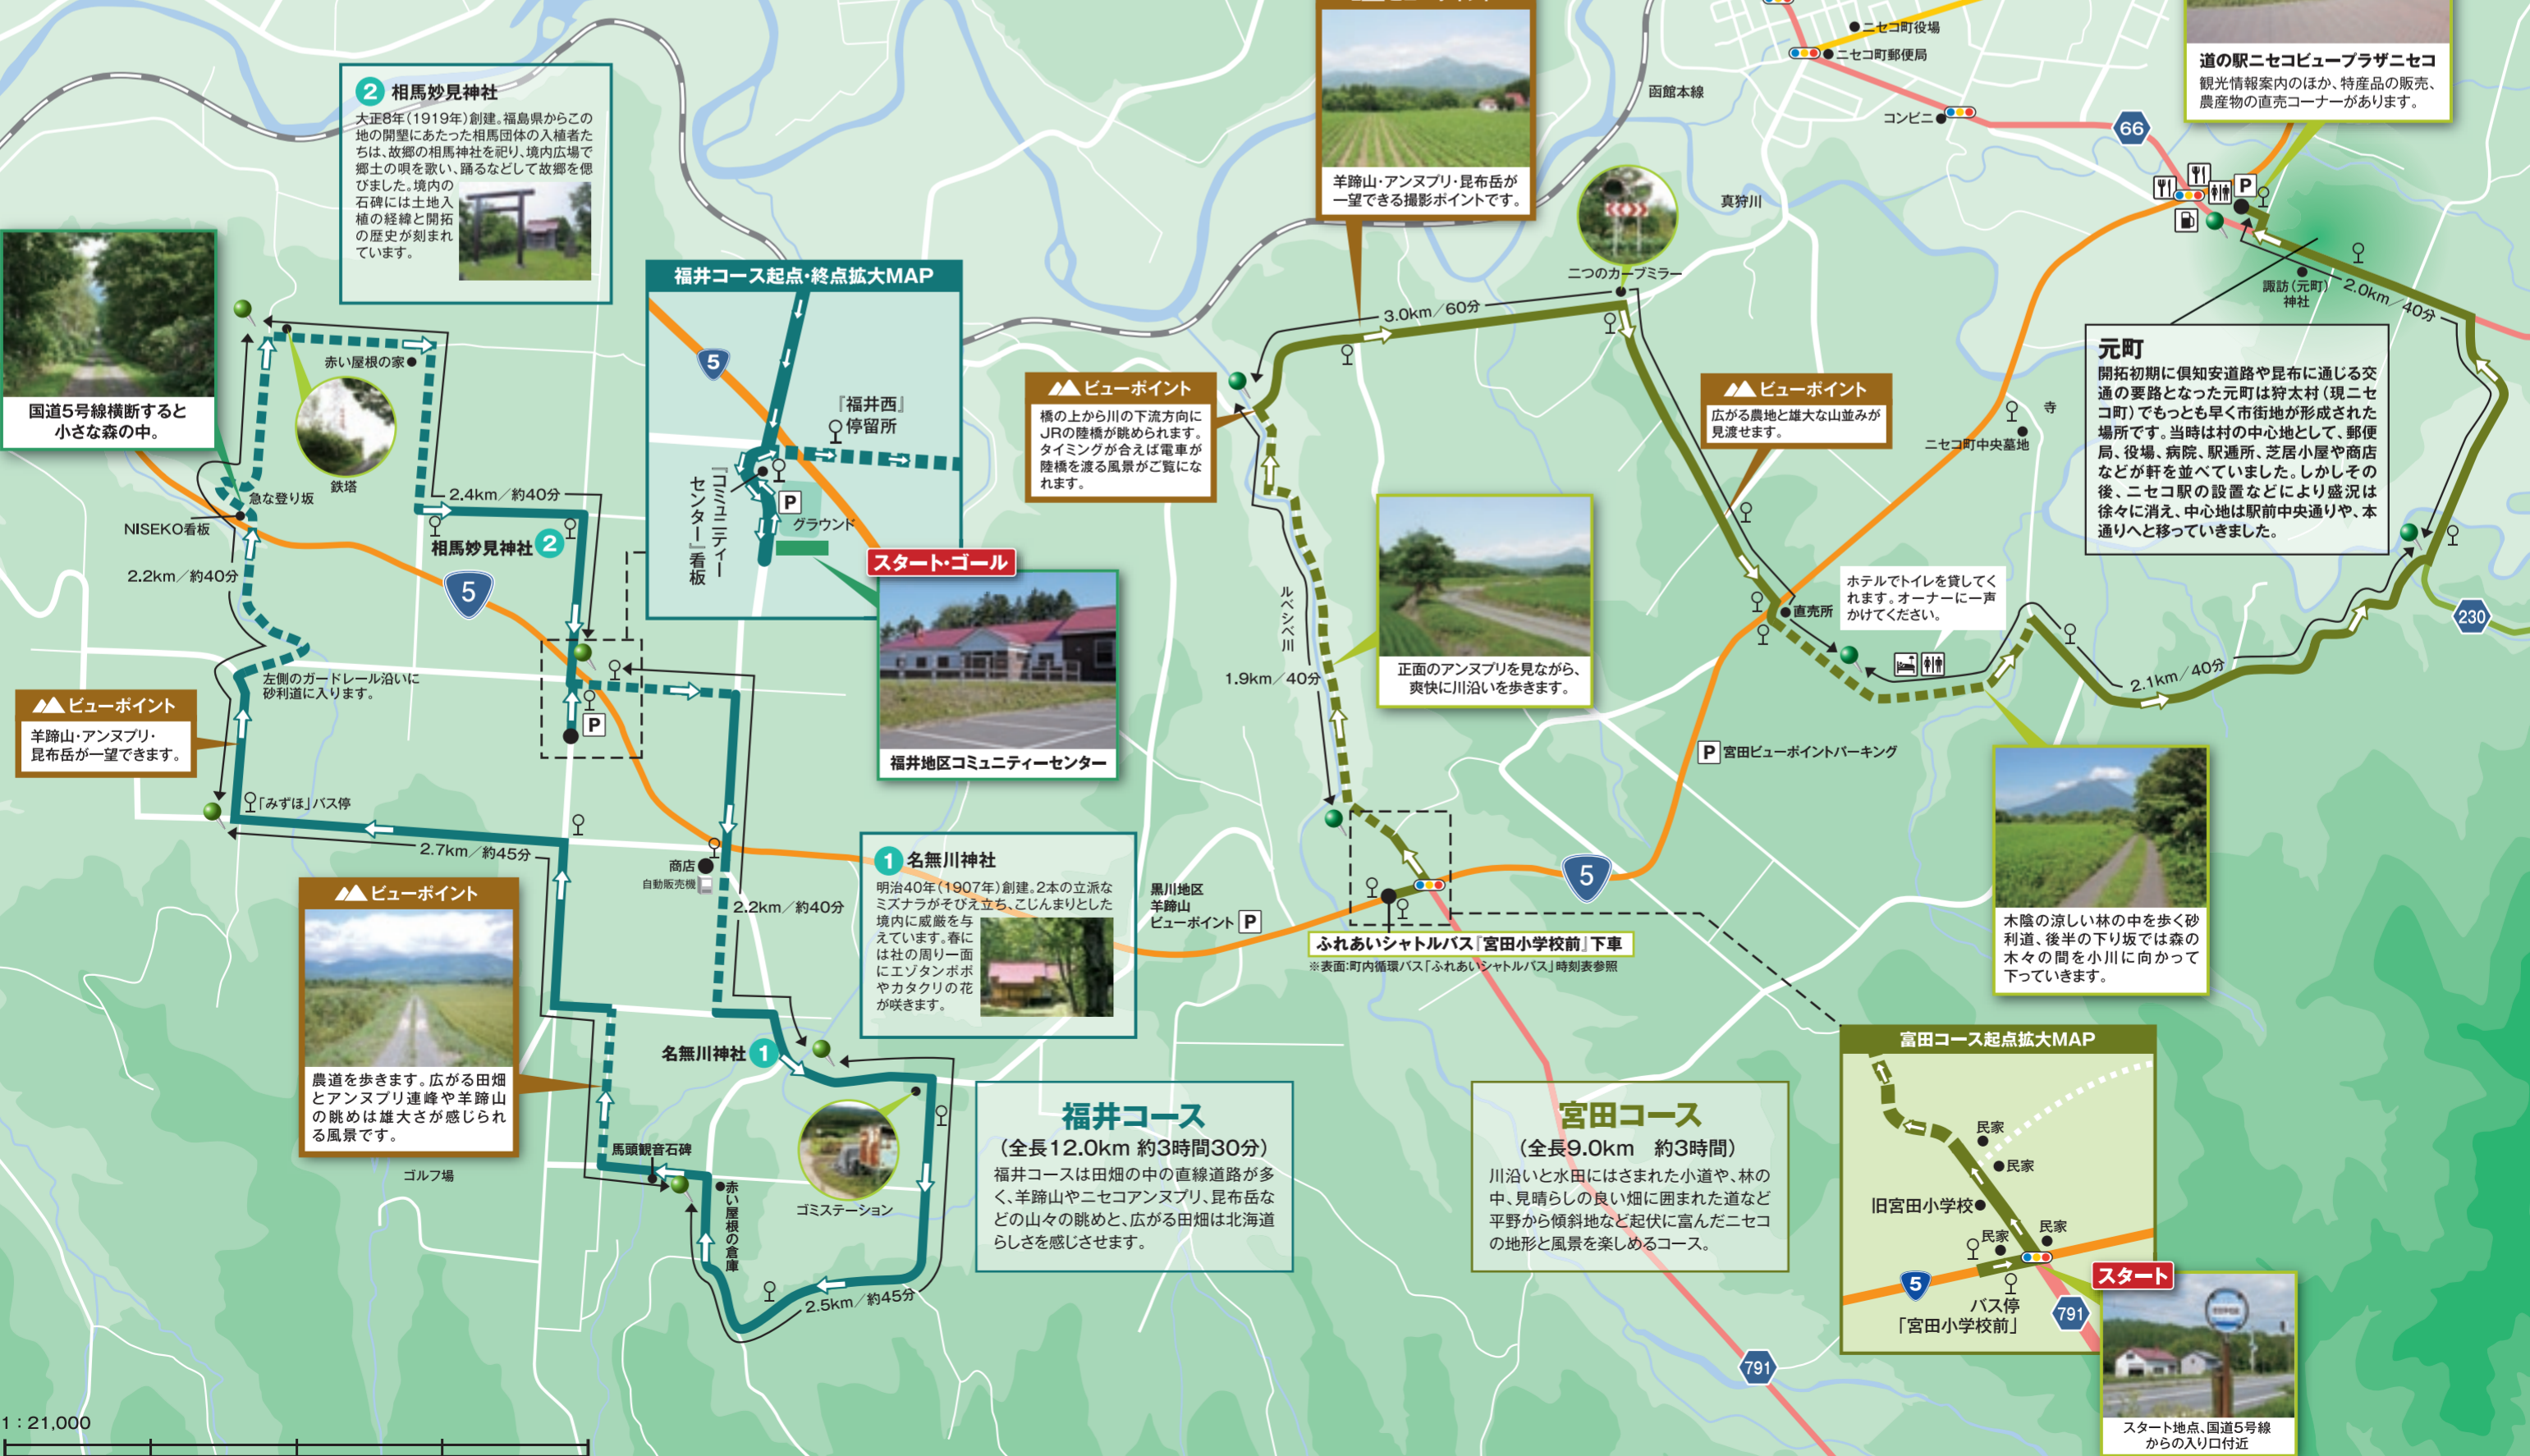 2 相馬妙見神社
大正8年(1919年)創建。福島県からこの
地の開墾にあたった相馬団体の入植者た
ちは、故郷の相馬神社を祀り、境内広場で
郷土の唄を歌い、踊るなどして故郷を偲
びました。境内の
石碑には土地入
植の経緯と開拓
の歴史が刻まれ
ています。
国道5号線横断すると
小さな森の中。
赤い屋根の家
鉄塔
急な登り坂
NISEKO看板
2.2km/約40分
2.4km/約40分
相馬妙見神社 2
5
左側のガードレール沿いに
砂利道に入ります。
ビューポイント
羊蹄山・アンヌプリ・
昆布岳が一望できます。
「みずほ」バス停
2.7km/約45分
P
福井コース起点・終点拡大MAP
5
『福井西』
停留所
『コミュニティー
センター』看板
P
グラウンド
スタート・ゴール
福井地区コミュニティーセンター
商店
自動販売機
2.2km/約40分
1 名無川神社
明治40年(1907年)創建。2本の立派な
ミズナラがそびえ立ち、こじんまりとした
境内に威厳を与
えています。春に
は社の周り一面
にエゾタンポポ
やカタクリの花
が咲きます。
ビューポイント
農道を歩きます。広がる田畑
とアンヌプリ連峰や羊蹄山
の眺めは雄大さが感じられ
る風景です。
ゴルフ場
名無川神社 1
馬頭観音石碑
赤い屋根の倉庫
ゴミステーション
2.5km/約45分
福井コース
(全長12.0km 約3時間30分)
福井コースは田畑の中の直線道路が多
く、羊蹄山やニセコアンヌプリ、昆布岳な
どの山々の眺めと、広がる田畑は北海道
らしさを感じさせます。
1:21,000
羊蹄山・アンヌプリ・昆布岳が
一望できる撮影ポイントです。
函館本線
ニセコ町役場
ニセコ町郵便局
コンビニ
66
道の駅ニセコビュープラザニセコ
観光情報案内のほか、特産品の販売、
農産物の直売コーナーがあります。
P
真狩川
二つのカーブミラー
3.0km/60分
諏訪(元町)
神社
2.0km/40分
元町
開拓初期に倶知安道路や昆布に通じる交
通の要路となった元町は狩太村(現ニセ
コ町)でもっとも早く市街地が形成された
場所です。当時は村の中心地として、郵便
局、役場、病院、駅逓所、芝居小屋や商店
などが軒を並べていました。しかしその
後、ニセコ駅の設置などにより盛況は
徐々に消え、中心地は駅前中央通りや、本
通りへと移っていきました。
ビューポイント
橋の上から川の下流方向に
JRの陸橋が眺められます。
タイミングが合えば電車が
陸橋を渡る風景がご覧にな
れます。
ビューポイント
広がる農地と雄大な山並みが
見渡せます。
寺
ニセコ町中央墓地
ルベシベ川
1.9km/40分
正面のアンヌプリを見ながら、
爽快に川沿いを歩きます。
直売所
ホテルでトイレを貸してく
れます。オーナーに一声
かけてください。
2.1km/40分
230
P 宮田ビューポイントパーキング
木陰の涼しい林の中を歩く砂
利道、後半の下り坂では森の
木々の間を小川に向かって
下っていきます。
5
黒川地区
羊蹄山
ビューポイント P
ふれあいシャトルバス『宮田小学校前』下車
※表面:町内循環バス「ふれあいシャトルバス」時刻表参照
宮田コース
(全長9.0km 約3時間)
川沿いと水田にはさまれた小道や、林の
中、見晴らしの良い畑に囲まれた道など
平野から傾斜地など起伏に富んだニセコ
の地形と風景を楽しめるコース。
791
富田コース起点拡大MAP
民家
民家
旧宮田小学校
民家
民家
5
バス停
「宮田小学校前」
791
スタート
スタート地点、国道5号線
からの入り口付近